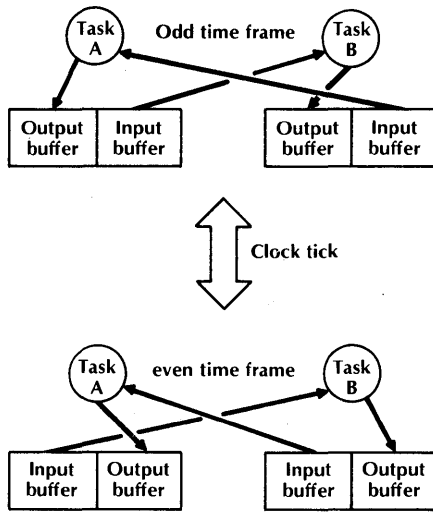 Task
A
Odd time frame
Task
B
Output
buffer
Input
buffer
Output
buffer
Input
buffer
Clock tick
Task
A
even time frame
Task
B
Input
buffer
Output
buffer
Input
buffer
Output
buffer